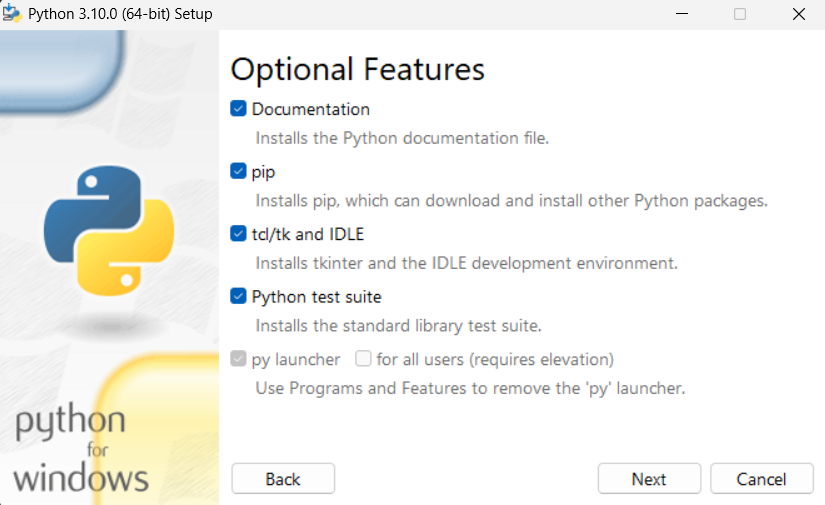 Python 3.10.0 (64-bit) Setup
Optional Features
Documentation
Installs the Python documentation file.
pip
Installs pip, which can download and install other Python packages.
tcl/tk and IDLE
Installs tkinter and the IDLE development environment.
Python test suite
Installs the standard library test suite.
py launcher for all users (requires elevation)
Use Programs and Features to remove the 'py' launcher.
python
for
windows
Back Next Cancel